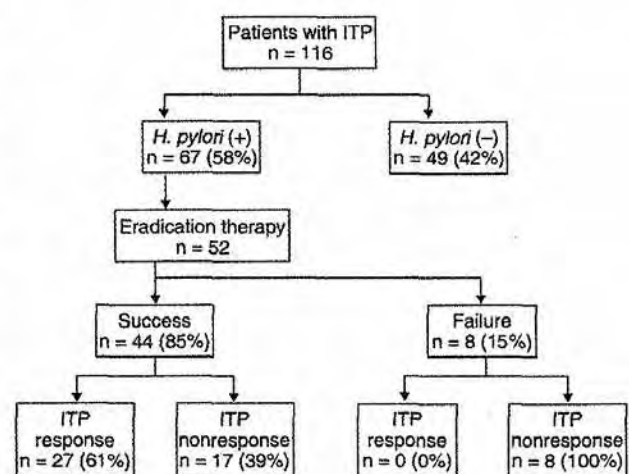 Patients with ITP
n = 116
H. pylori (+)
n = 67 (58%)
H. pylori (–)
n = 49 (42%)
Eradication therapy
n = 52
Success
n = 44 (85%)
Failure
n = 8 (15%)
ITP
response
n = 27 (61%)
ITP
nonresponse
n = 17 (39%)
ITP
response
n = 0 (0%)
ITP
nonresponse
n = 8 (100%)